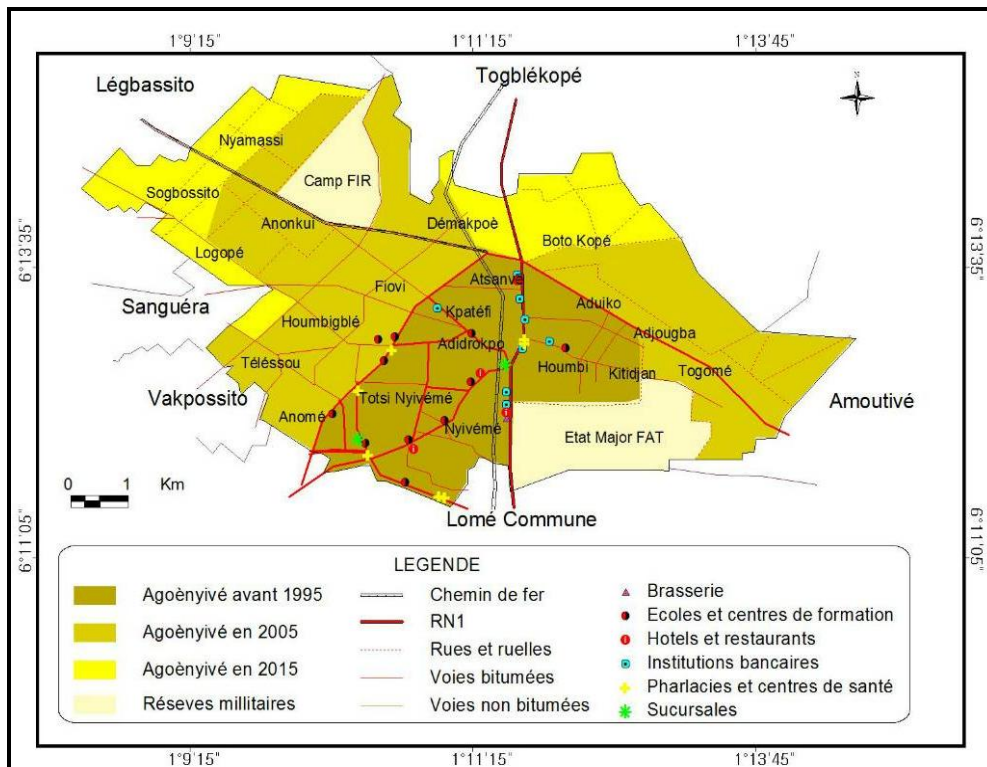 1°9'15"
1°11'15"
1°13'45"
Légbassito
Togblékopé
Nyamassi
Camp FIR
Sogbossito
Anonkui
Démakpoè
Boto Kopé
6°13'35"
6°13'35"
Logopé
Fiovi
Atsanvé
Sanguéra
Houmbigblé
Kpatéfi
Aduiko
Adidrokpo
Adjougba
Téléssou
Houmbi
Kitidjan
Togomé
Vakpossito
Totsi Nyivémé
Amoutivé
Anomé
Nyivémé
Etat Major FAT
0 1 Km
Lomé Commune
6°11'05"
6°11'05"
LEGENDE
Agoènyivé avant 1995
Agoènyivé en 2005
Agoènyivé en 2015
Réseves millitaires
Chemin de fer
RN1
Rues et ruelles
Voies bitumées
Voies non bitumées
Brasserie
Ecoles et centres de formation
Hotels et restaurants
Institutions bancaires
Pharlacies et centres de santé
Sucursales
1°9'15"
1°11'15"
1°13'45"